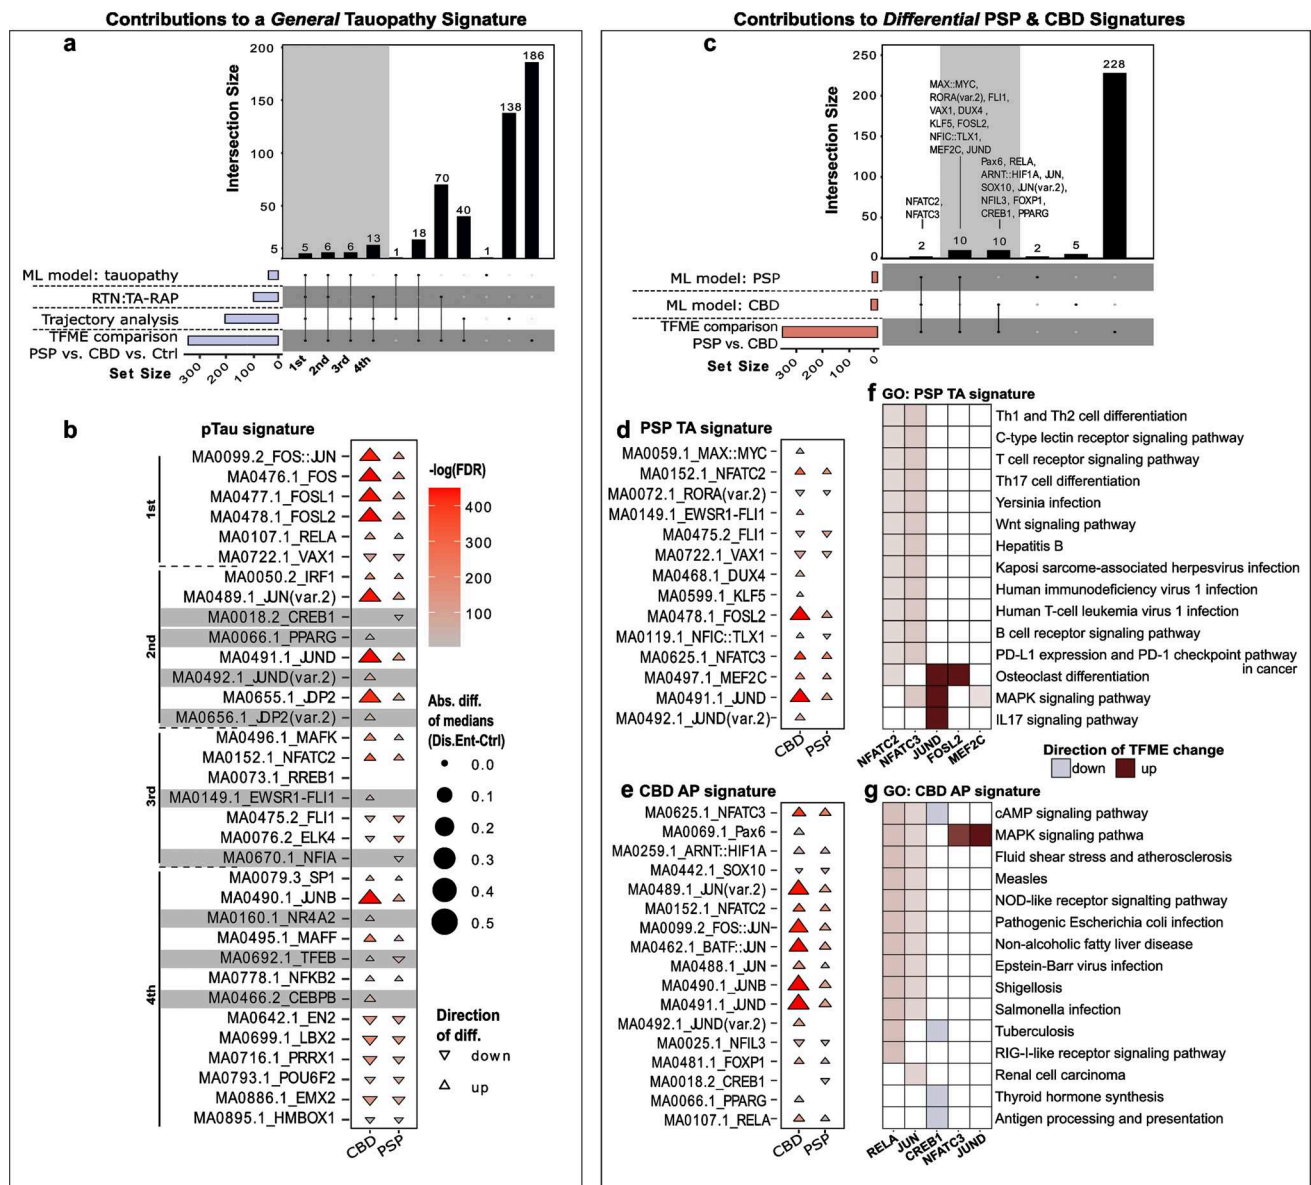 Contributions to a General Tauopathy Signature
a
Intersection Size
200
150
100
50
5
5
6
6
13
1
18
70
40
1
138
186
ML model: tauopathy
RTN:TA-RAP
Trajectory analysis
TFME comparison
PSP vs. CBD vs. Ctrl
Set Size
300
200
100
0
1st
2nd
3rd
4th
b
pTau signature
1st
MA0099.2_FOS::JUN
MA0476.1_FOS
MA0477.1_FOSL1
MA0478.1_FOSL2
MA0107.1_RELA
MA0722.1_VAX1
2nd
MA0050.2_IRF1
MA0489.1_JUN(var.2)
MA0018.2_CREB1
MA0066.1_PPARG
MA0491.1_JUND
MA0492.1_JUND(var.2)
MA0655.1_JDP2
MA0656.1_JDP2(var.2)
3rd
MA0496.1_MAFK
MA0152.1_NFATC2
MA0073.1_RREB1
MA0149.1_EWSR1-FLI1
MA0475.2_FLI1
MA0076.2_ELK4
MA0670.1_NFIA
4th
MA0079.3_SP1
MA0490.1_JUNB
MA0160.1_NR4A2
MA0495.1_MAFF
MA0692.1_TFEB
MA0778.1_NFKB2
MA0466.2_CEBPB
MA0642.1_EN2
MA0699.1_LBX2
MA0716.1_PRRX1
MA0793.1_POU6F2
MA0886.1_EMX2
MA0895.1_HMBOX1
CBD
PSP
-log(FDR)
400
300
200
100
Abs. diff.
of medians
(Dis.Ent-Ctrl)
0.0
0.1
0.2
0.3
0.4
0.5
Direction
of diff.
down
up
Contributions to Differential PSP & CBD Signatures
c
Intersection Size
250
200
150
100
50
0
MAX::MYC,
RORA(var.2), FLI1,
VAX1, DUX4 ,
KLF5, FOSL2,
NFIC::TLX1,
MEF2C, JUND
Pax6, RELA,
ARNT::HIF1A, JUN,
SOX10, JUN(var.2),
NFIL3, FOXP1,
CREB1, PPARG
NFATC2,
NFATC3
2
10
10
2
5
228
ML model: PSP
ML model: CBD
TFME comparison
PSP vs. CBD
Set Size
300
200
100
0
d
PSP TA signature
MA0059.1_MAX::MYC
MA0152.1_NFATC2
MA0072.1_RORA(var.2)
MA0149.1_EWSR1-FLI1
MA0475.2_FLI1
MA0722.1_VAX1
MA0468.1_DUX4
MA0599.1_KLF5
MA0478.1_FOSL2
MA0119.1_NFIC::TLX1
MA0625.1_NFATC3
MA0497.1_MEF2C
MA0491.1_JUND
MA0492.1_JUND(var.2)
CBD
PSP
e CBD AP signature
MA0625.1_NFATC3
MA0069.1_Pax6
MA0259.1_ARNT::HIF1A
MA0442.1_SOX10
MA0489.1_JUN(var.2)
MA0152.1_NFATC2
MA0099.2_FOS::JUN
MA0462.1_BATF::JUN
MA0488.1_JUN
MA0490.1_JUNB
MA0491.1_JUND
MA0492.1_JUND(var.2)
MA0025.1_NFIL3
MA0481.1_FOXP1
MA0018.2_CREB1
MA0066.1_PPARG
MA0107.1_RELA
CBD
PSP
f GO: PSP TA signature
Th1 and Th2 cell differentiation
C-type lectin receptor signaling pathway
T cell receptor signaling pathway
Th17 cell differentiation
Yersinia infection
Wnt signaling pathway
Hepatitis B
Kaposi sarcome-associated herpesvirus infection
Human immunodeficiency virus 1 infection
Human T-cell leukemia virus 1 infection
B cell receptor signaling pathway
PD-L1 expression and PD-1 checkpoint pathway
in cancer
Osteoclast differentiation
MAPK signaling pathway
IL17 signaling pathway
NFATC2
NFATC3
JUND
FOSL2
MEF2C
Direction of TFME change
down
up
g GO: CBD AP signature
cAMP signaling pathway
MAPK signaling pathwa
Fluid shear stress and atherosclerosis
Measles
NOD-like receptor signaltting pathway
Pathogenic Escherichia coli infection
Non-alcoholic fatty liver disease
Epstein-Barr virus infection
Shigellosis
Salmonella infection
Tuberculosis
RIG-I-like receptor signaling pathway
Renal cell carcinoma
Thyroid hormone synthesis
Antigen processing and presentation
RELA
JUN
CREB1
NFATC3
JUND